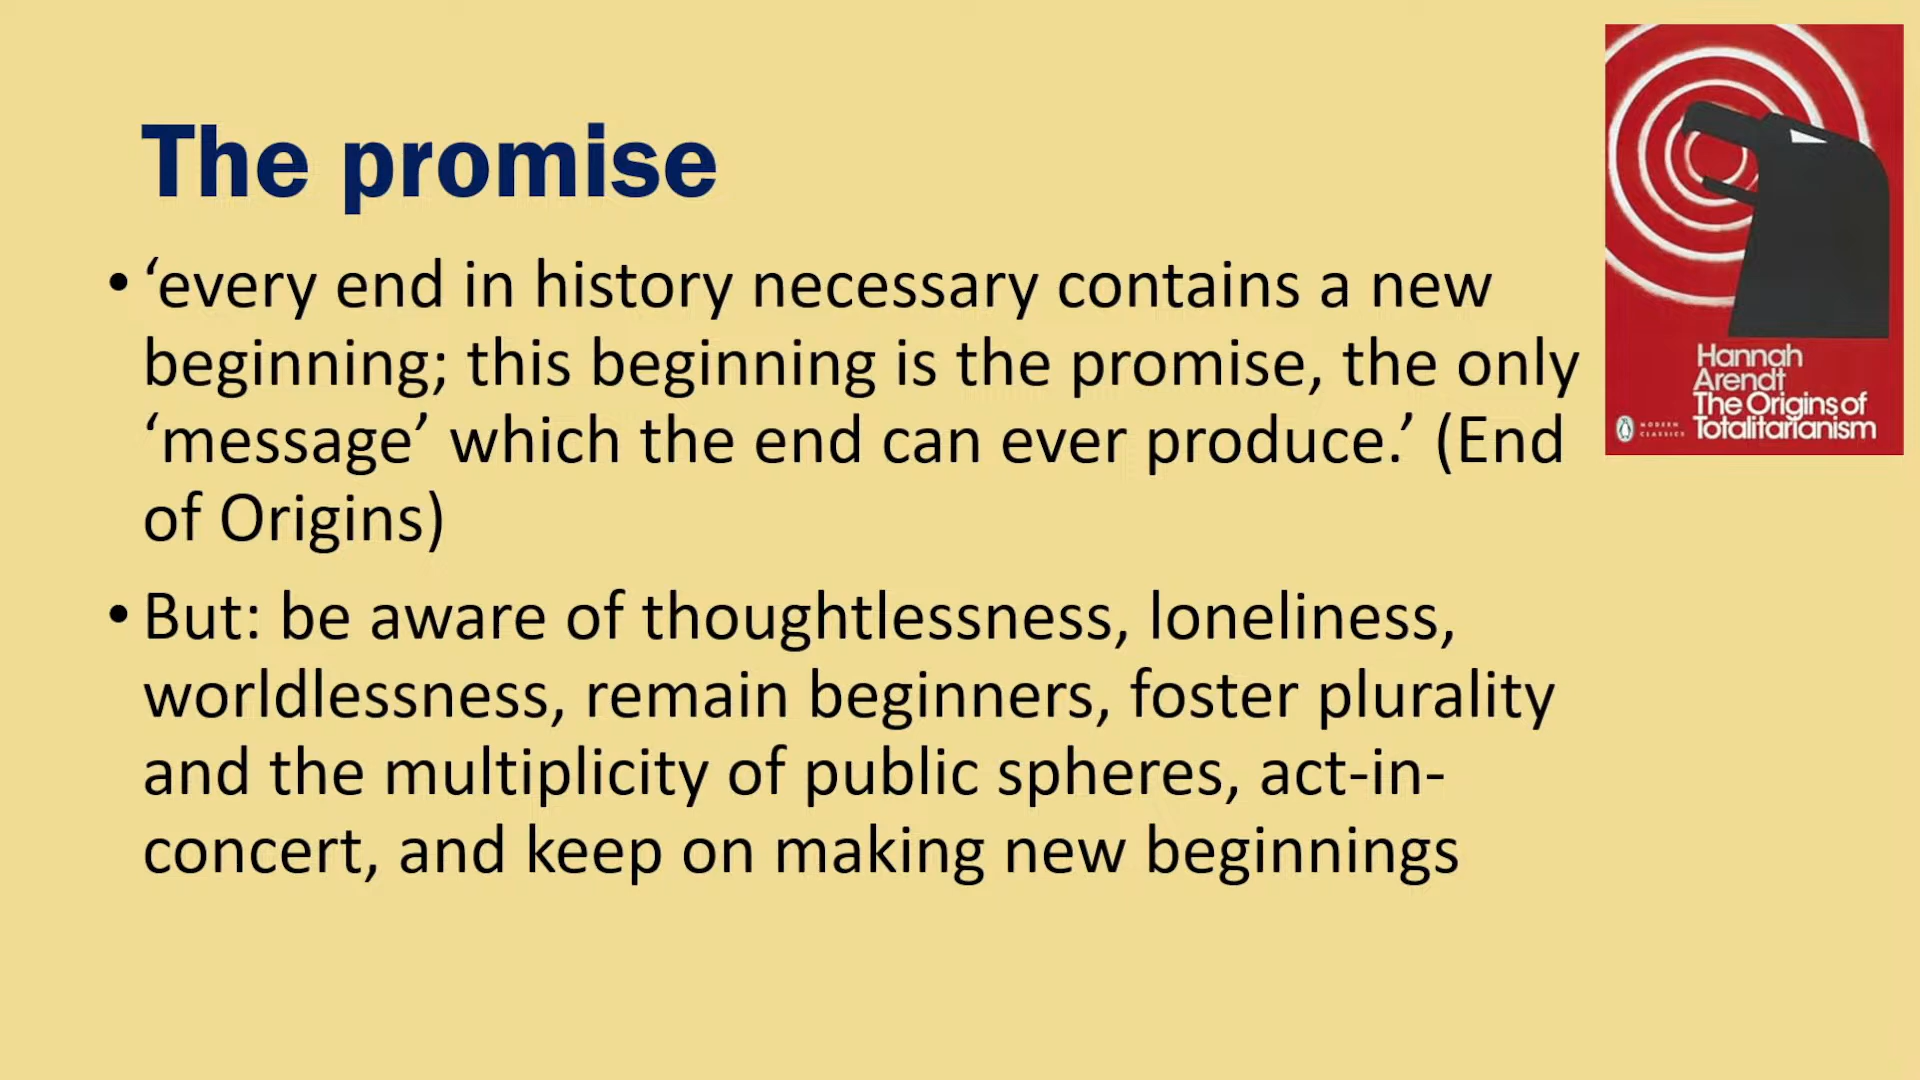 The promise
• ‘every end in history necessary contains a new
beginning; this beginning is the promise, the only
‘message’ which the end can ever produce.’ (End
of Origins)
• But: be aware of thoughtlessness, loneliness,
worldlessness, remain beginners, foster plurality
and the multiplicity of public spheres, act-in-
concert, and keep on making new beginnings
Hannah
Arendt
The Origins of
Totalitarianism
MODERN
CLASSICS